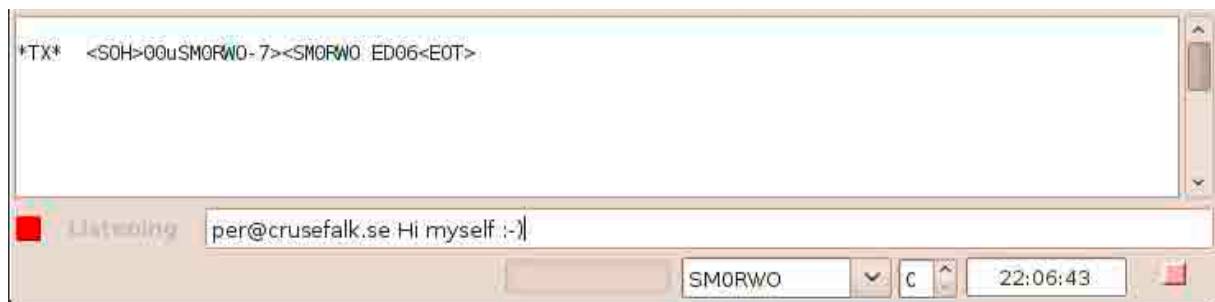 *TX* <SOH>00uSM0RWO-7><SM0RWO ED06<EOT>
Listening per@crusefalk.se Hi myself :-)
SM0RWO C 22:06:43